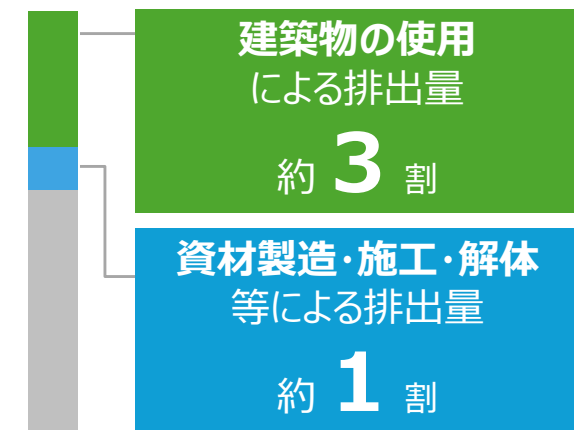 建築物の使用
による排出量
約 3 割
資材製造・施工・解体
等による排出量
約 1 割